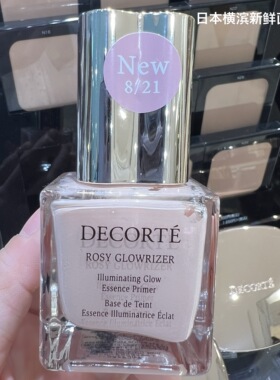 日本横滨新鲜
New
8/21
DECORTÉ
ROSY GLOWRIZER
Illuminating Glow
Essence Primer
Base de Teint
Essence Illuminatrice Éclat